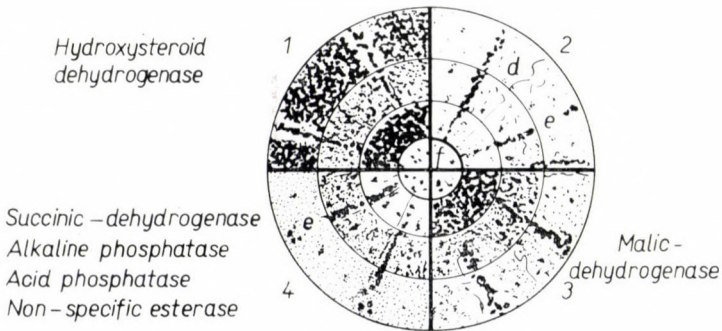 Hydroxysteroid
dehydrogenase
1
2
d
e
f
e
Succinic-dehydrogenase
Alkaline phosphatase
Acid phosphatase
Non-specific esterase
4
Malic-
dehydrogenase
3